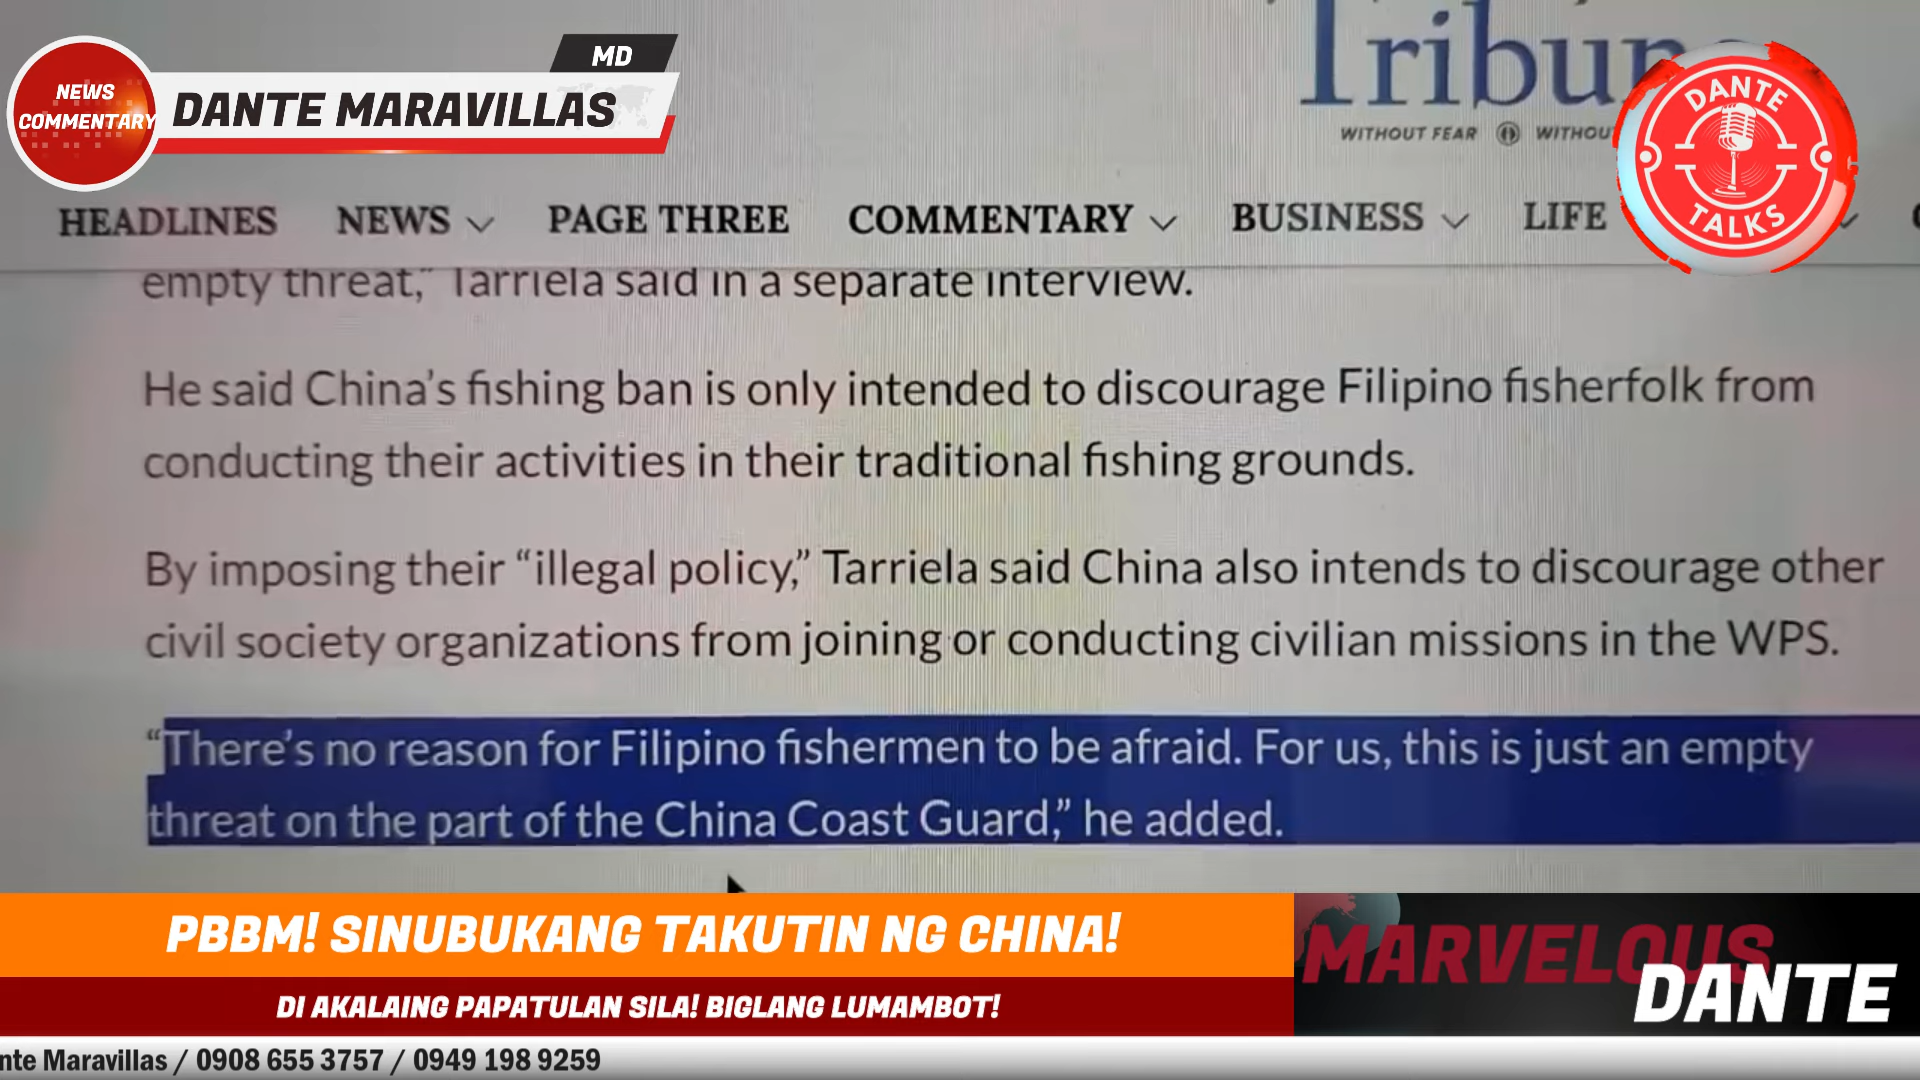 MD
NEWS
COMMENTARY
DANTE MARAVILLAS
DANTE
TALKS
WITHOUT FEAR
HEADLINES NEWS PAGE THREE COMMENTARY BUSINESS LIFE
empty threat," Tarriela said in a separate interview.
He said China's fishing ban is only intended to discourage Filipino fisherfolk from
conducting their activities in their traditional fishing grounds.
By imposing their “illegal policy,” Tarriela said China also intends to discourage other
civil society organizations from joining or conducting civilian missions in the WPS.
“There's no reason for Filipino fishermen to be afraid. For us, this is just an empty
threat on the part of the China Coast Guard,” he added.
PBBM! SINUBUKANG TAKUTIN NG CHINA!
DI AKALAING PAPATULAN SILA! BIGLANG LUMAMBOT!
MARVELOUS
DANTE
Maravillas / 0908 655 3757 / 0949 198 9259